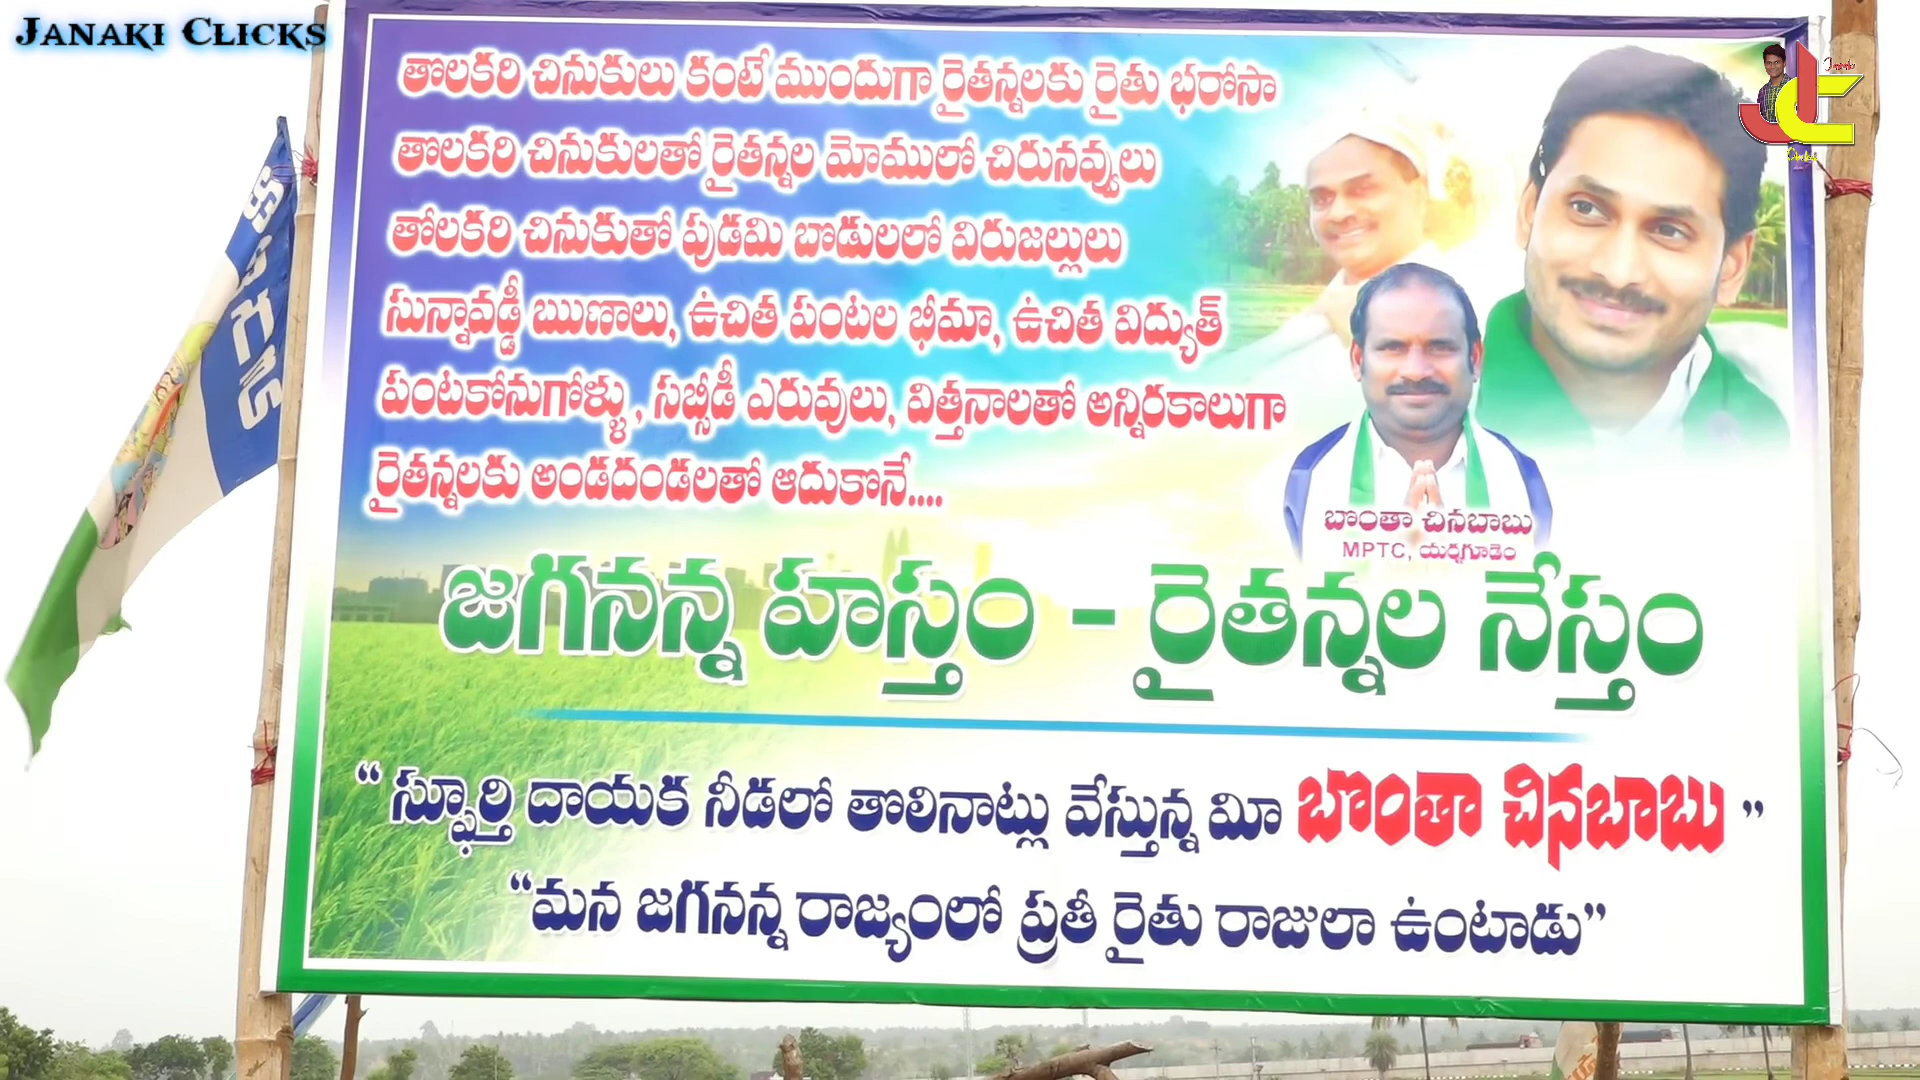 JANAKI CLICKS
తొలకరి చినుకులు కంటే ముందుగా రైతన్నలకు రైతు భరోసా
తొలకరి చినుకులతో రైతన్నల మోములో చిరునవ్వులు
తోలకరి చినుకుతో పుడమి బొడులలో విరుజల్లులు
సున్నావడ్డీ ఋణాలు, ఉచిత పంటల భీమా, ఉచిత విద్యుత్
పంటకోనుగోళ్ళు, సబ్సీడీ ఎరువులు, విత్తనాలతో అన్నిరకాలుగా
రైతన్నలకు అండదండలతో ఆదుకొనే....
బొంతా చినబాబు
MPTC, యర్నగూడెం
జగనన్న హస్తం - రైతన్నల నేస్తం
“ స్ఫూర్తి దాయక నీడలో తొలినాట్లు వేస్తున్న మీ బొంతా చినబాబు ”
“మన జగనన్న రాజ్యంలో ప్రతీ రైతు రాజులా ఉంటాడు”